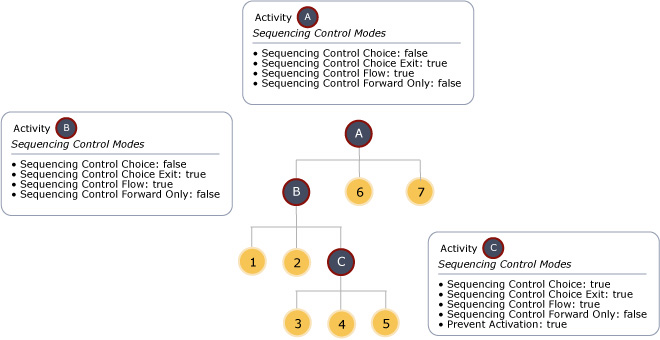 Activity A
Sequencing Control Modes
• Sequencing Control Choice: false
• Sequencing Control Choice Exit: true
• Sequencing Control Flow: true
• Sequencing Control Forward Only: false
Activity B
Sequencing Control Modes
• Sequencing Control Choice: false
• Sequencing Control Choice Exit: true
• Sequencing Control Flow: true
• Sequencing Control Forward Only: false
A
B 6 7
1 2 C
3 4 5
Activity C
Sequencing Control Modes
• Sequencing Control Choice: true
• Sequencing Control Choice Exit: true
• Sequencing Control Flow: true
• Sequencing Control Forward Only: false
• Prevent Activation: true